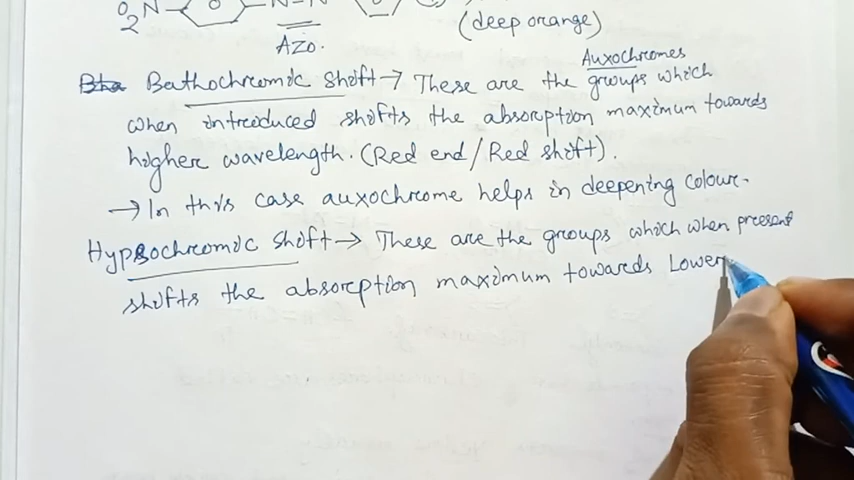 O2N
O
N
N
(deep orange)
Azo.
Auxochromes
Bathochromic shift → These are the groups which
when introduced shifts the absorption maximum towards
higher wavelength. (Red end/Red shift).
→ In this case auxochrome helps in deepening colour.
Hypsochromic shift → These are the groups which when present
shifts the absorption maximum towards Lower